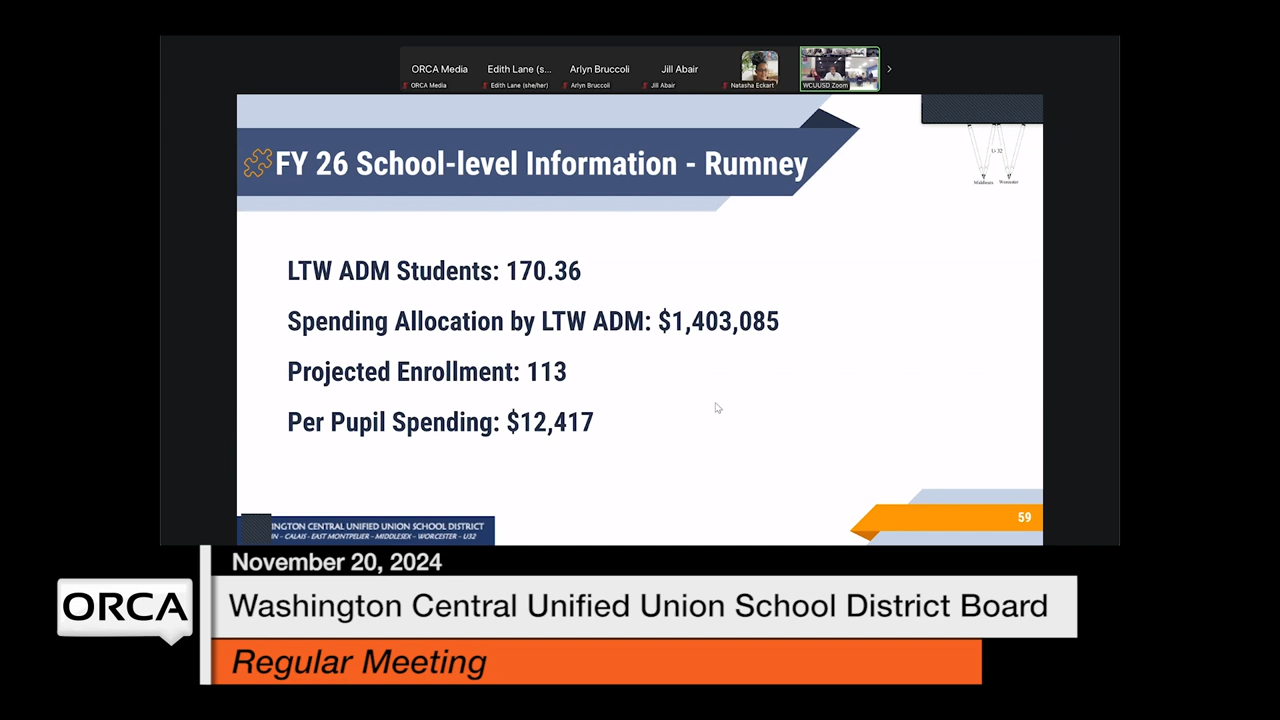 ORCA Media
Edith Lane (s...
Arlyn Bruccoli
Jill Abair
ORCA Media
Edith Lane (she/her)
Arlyn Bruccoli
Jill Abair
Natasha Eckart
WCUUSD Zoom
FY 26 School-level Information - Rumney
U-32
Middlesex
Worcester
LTW ADM Students: 170.36
Spending Allocation by LTW ADM: $1,403,085
Projected Enrollment: 113
Per Pupil Spending: $12,417
59
INGTON CENTRAL UNIFIED UNION SCHOOL DISTRICT
IN – CALAIS - EAST MONTPELIER – MIDDLESEX – WORCESTER – U32
November 20, 2024
ORCA
Washington Central Unified Union School District Board
Regular Meeting